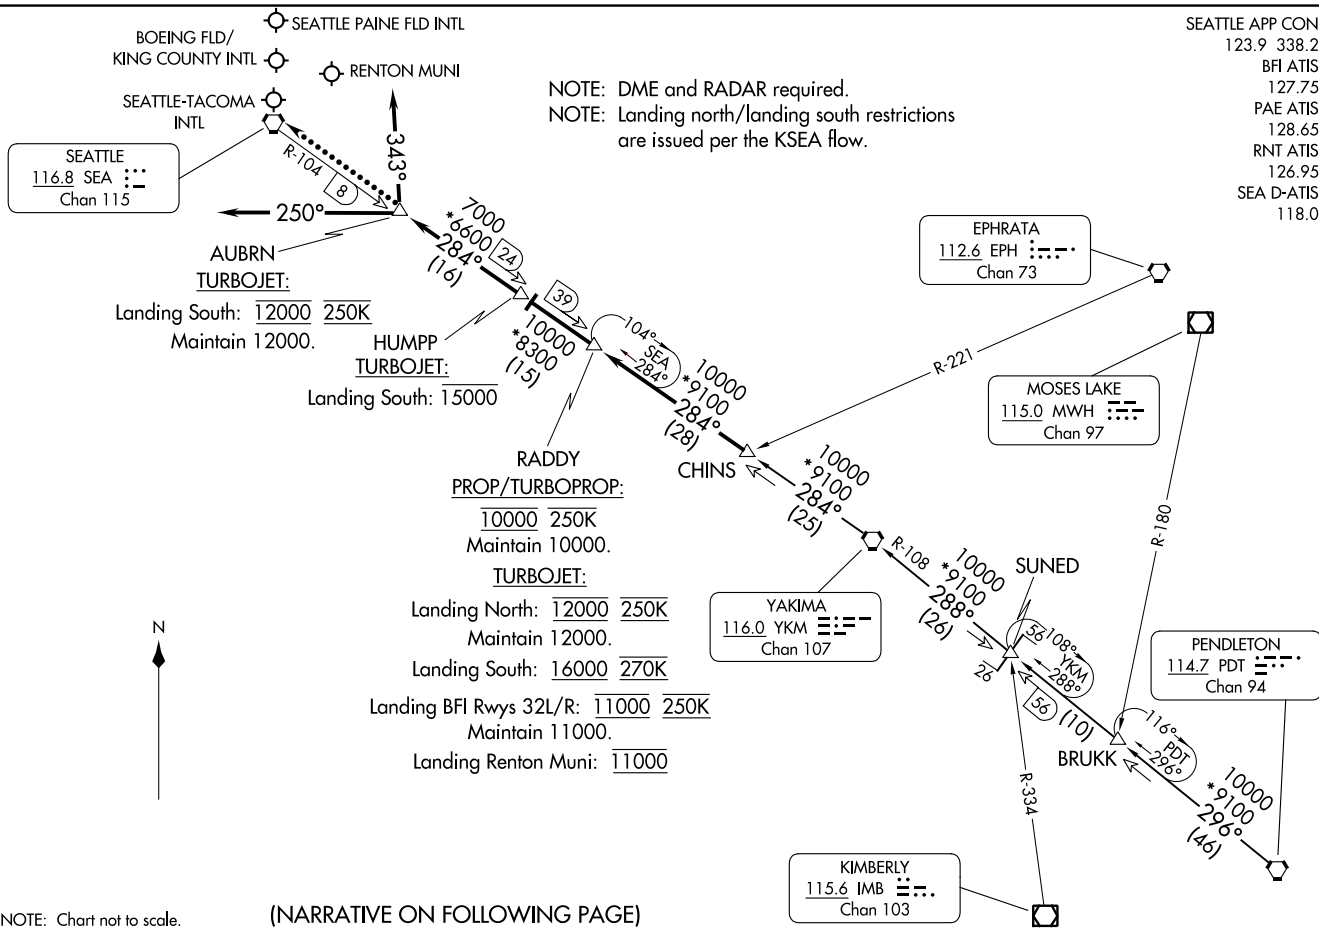 SEATTLE PAINE FLD INTL
BOEING FLD/
KING COUNTY INTL
RENTON MUNI
SEATTLE-TACOMA
INTL
NOTE: DME and RADAR required.
NOTE: Landing north/landing south restrictions
are issued per the KSEA flow.
SEATTLE APP CON
123.9 338.2
BFI ATIS
127.75
PAE ATIS
128.65
RNT ATIS
126.95
SEA D-ATIS
118.0
SEATTLE
116.8 SEA
Chan 115
R-104
8
343°
250°
AUBRN
TURBOJET:
Landing South: 12000 250K
Maintain 12000.
7000
*6600
284°
(16)
24
HUMPP
TURBOJET:
Landing South: 15000
39
10000
*8300
(15)
104°
SEA
284°
10000
*9100
284°
(28)
RADDY
PROP/TURBOPROP:
10000 250K
Maintain 10000.
TURBOJET:
Landing North: 12000 250K
Maintain 12000.
Landing South: 16000 270K
Landing BFI Rwys 32L/R: 11000 250K
Maintain 11000.
Landing Renton Muni: 11000
EPHRATA
112.6 EPH
Chan 73
R-221
CHINS
MOSES LAKE
115.0 MWH
Chan 97
R-180
10000
*9100
284°
(25)
YAKIMA
116.0 YKM
Chan 107
R-108
10000
*9100
288°
(26)
SUNED
56
26
108°
YKM
288°
56
(10)
BRUKK
PENDLETON
114.7 PDT
Chan 94
116°
PDT
296°
10000
*9100
296°
(46)
R-334
KIMBERLY
115.6 IMB
Chan 103
N
NOTE: Chart not to scale.
(NARRATIVE ON FOLLOWING PAGE)